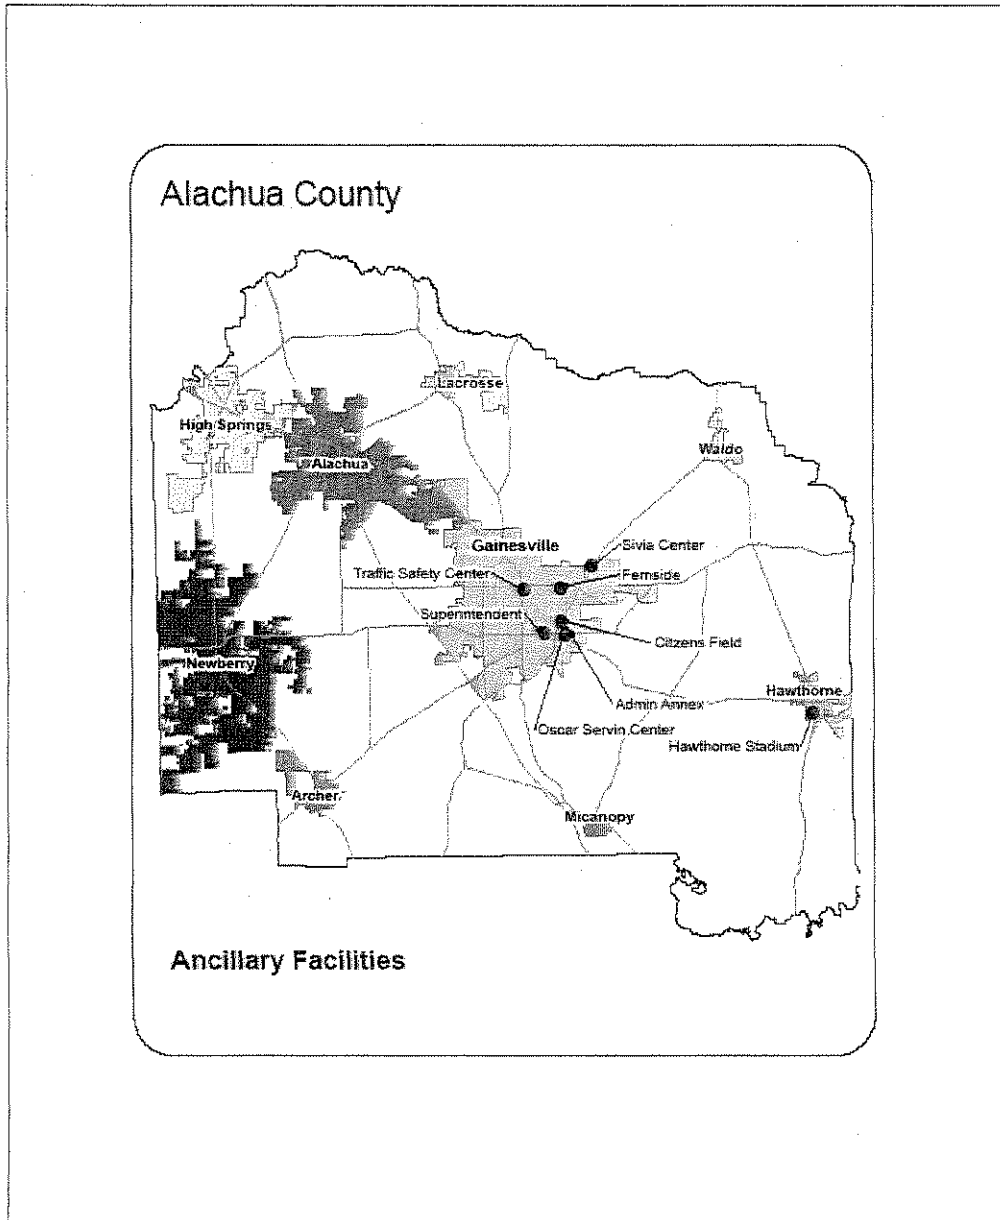 Alachua County
Lacrosse
High Springs
Alachua
Waldo
Gainesville
Sivia Center
Traffic Safety Center
Fernside
Superintendent
Citzens Field
Newberry
Hawthorne
Admin Annex
Oscar Servin Center
Hawthorne Stadium
Archer
Micanopy
Ancillary Facilities